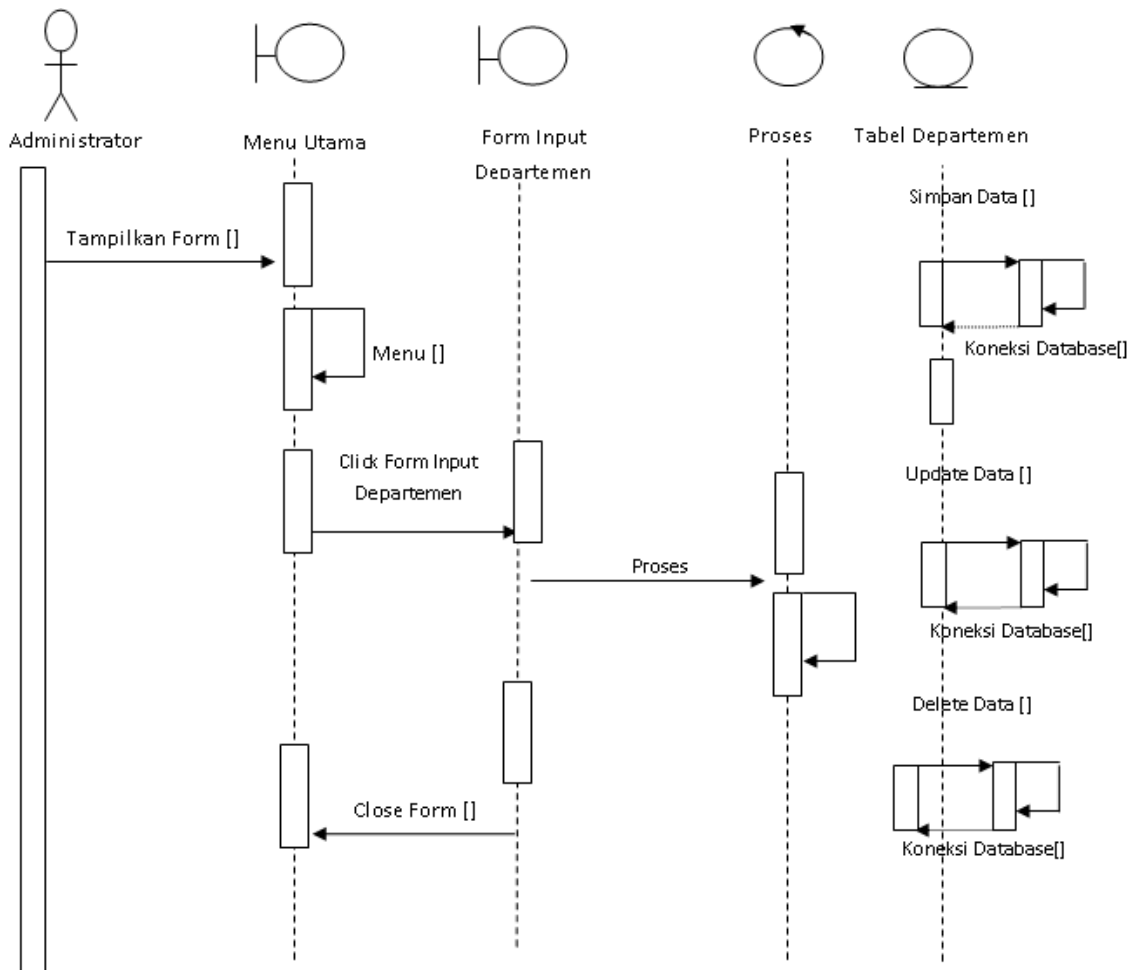 Administrator
Menu Utama
Form Input
Departemen
Proses
Tabel Departemen
Simpan Data []
Tampilkan Form []
Menu []
Koneksi Database[]
Click Form Input
Departemen
Update Data []
Proses
Koneksi Database[]
Delete Data []
Close Form []
Koneksi Database[]